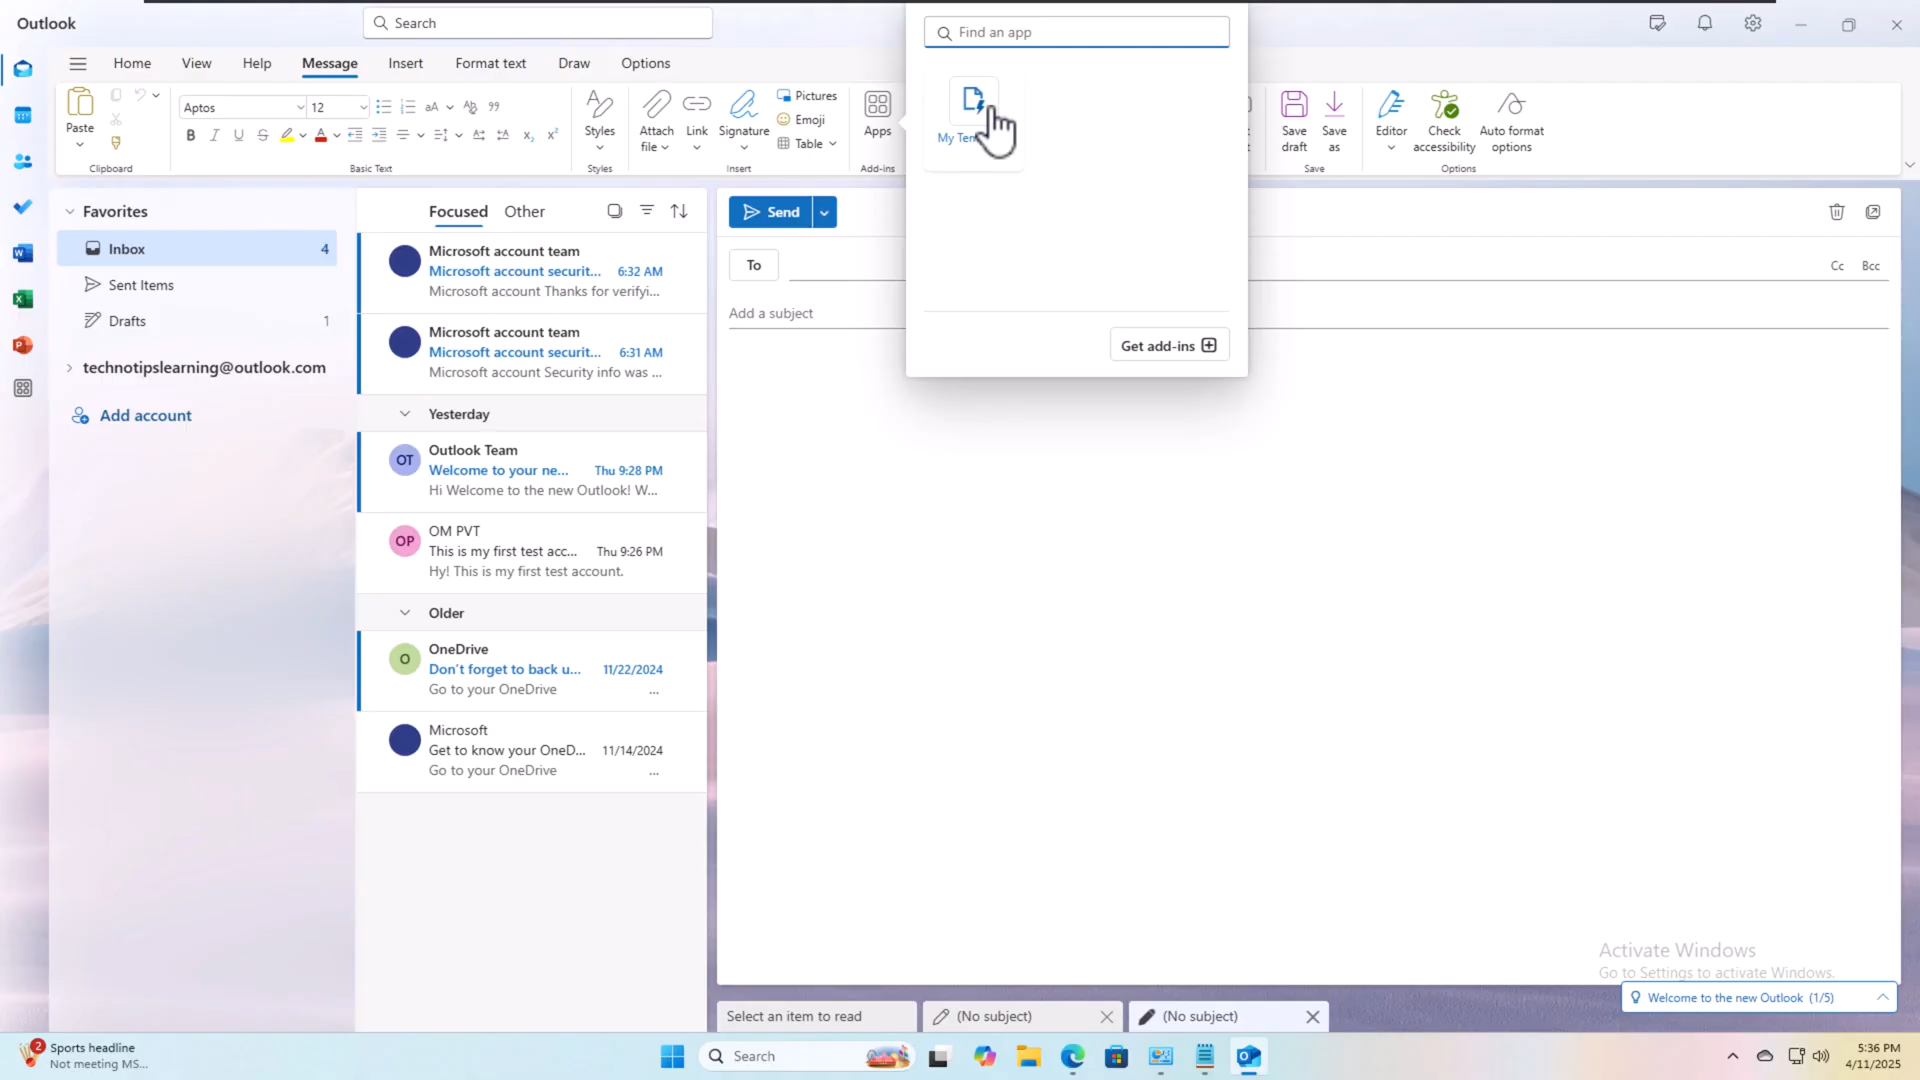 Outlook
Search
Find an app
Home
View
Help
Message
Insert
Format text
Draw
Options
Paste
Clipboard
Aptos
12
aA
B
I
U
S
A
Basic Text
Styles
Styles
Attach
file
Link
Signature
Pictures
Emoji
Table
Insert
Apps
Add-ins
My
Save
draft
Save
as
Save
Editor
Check
accessibility
Auto format
options
Options
Favorites
Inbox 4
Sent Items
Drafts 1
technotipslearning@outlook.com
Add account
Focused
Other
Microsoft account team
Microsoft account securit... 6:32 AM
Microsoft account Thanks for verifyi...
Microsoft account team
Microsoft account securit... 6:31 AM
Microsoft account Security info was ...
Yesterday
OT
Outlook Team
Welcome to your ne... Thu 9:28 PM
Hi Welcome to the new Outlook! W...
OP
OM PVT
This is my first test acc... Thu 9:26 PM
Hy! This is my first test account.
Older
O
OneDrive
Don't forget to back u... 11/22/2024
Go to your OneDrive ...
Microsoft
Get to know your OneD... 11/14/2024
Go to your OneDrive ...
Send
To
Cc
Bcc
Add a subject
Get add-ins
Activate Windows
Go to Settings to activate Windows.
Welcome to the new Outlook (1/5)
Select an item to read
(No subject)
(No subject)
2
Sports headline
Not meeting MS...
Search
5:36 PM
4/11/2025